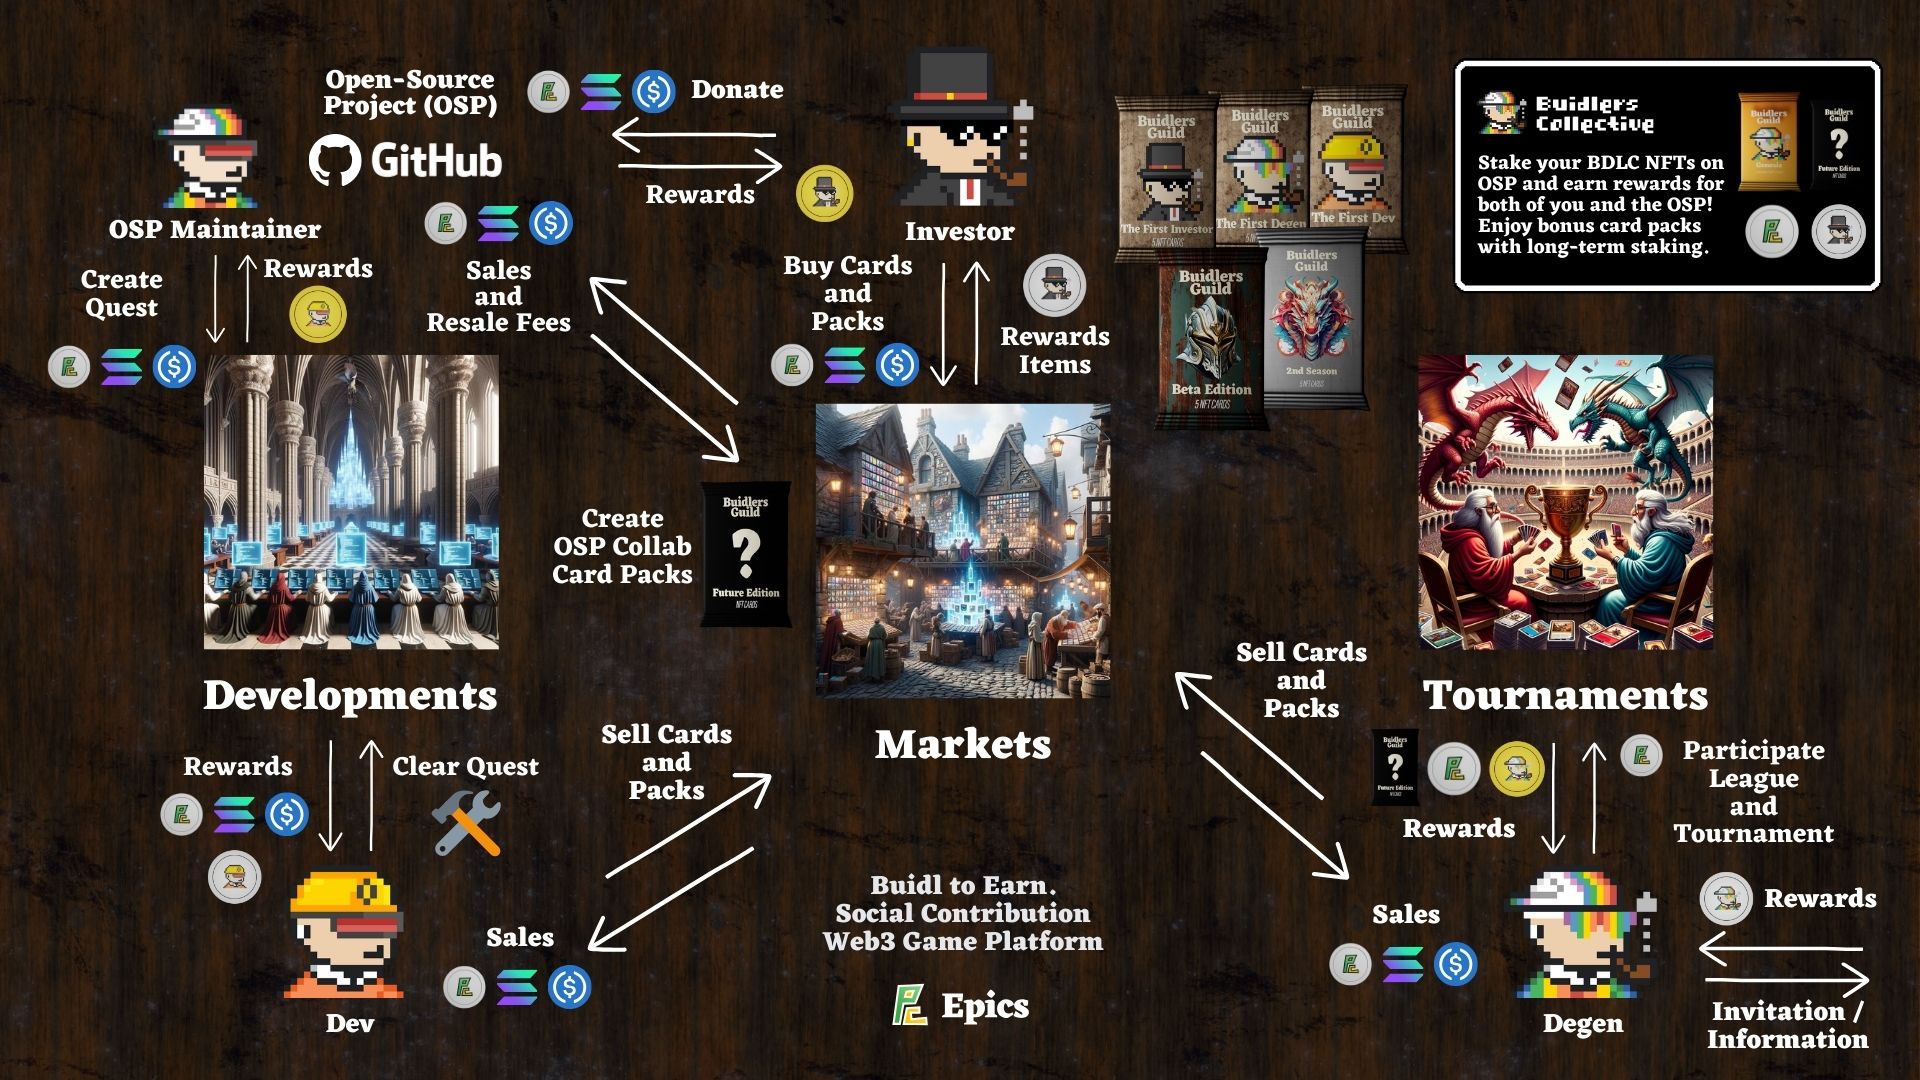 Open-Source
Project (OSP)
GitHub
OSP Maintainer
Donate
Rewards
Investor
Buidlers
Guild
The First Investor
5 NFT CARDS
Buidlers
Guild
The First Degen
Buidlers
Guild
The First Dev
Buidlers
Guild
Beta Edition
5 NFT CARDS
Buidlers
Guild
2nd Season
5 NFT CARDS
Buidlers
Collective
Stake your BDLC NFTs on
OSP and earn rewards for
both of you and the OSP!
Enjoy bonus card packs
with long-term staking.
Genesis
Buidlers
Guild
?
Future Edition
NFT CARDS
Create
Quest
Rewards
Sales
and
Resale Fees
Buy Cards
and
Packs
Rewards
Items
Create
OSP Collab
Card Packs
Buidlers
Guild
?
Future Edition
NFT CARDS
Developments
Markets
Tournaments
Rewards
Clear Quest
Sell Cards
and
Packs
Sell Cards
and
Packs
Buidlers
Guild
?
Future Edition
Rewards
Participate
League
and
Tournament
Dev
Sales
Buidl to Earn.
Social Contribution
Web3 Game Platform
Epics
Sales
Degen
Rewards
Invitation /
Information